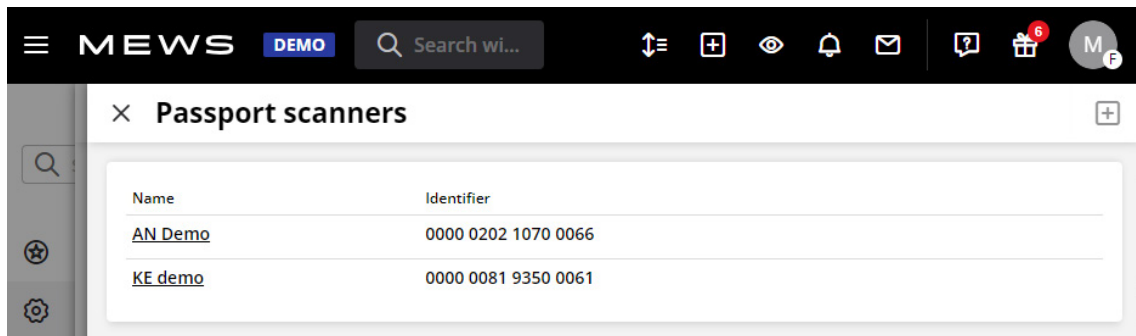 MEWS DEMO Search wi... 6 M F
Passport scanners
Name Identifier
AN Demo 0000 0202 1070 0066
KE demo 0000 0081 9350 0061